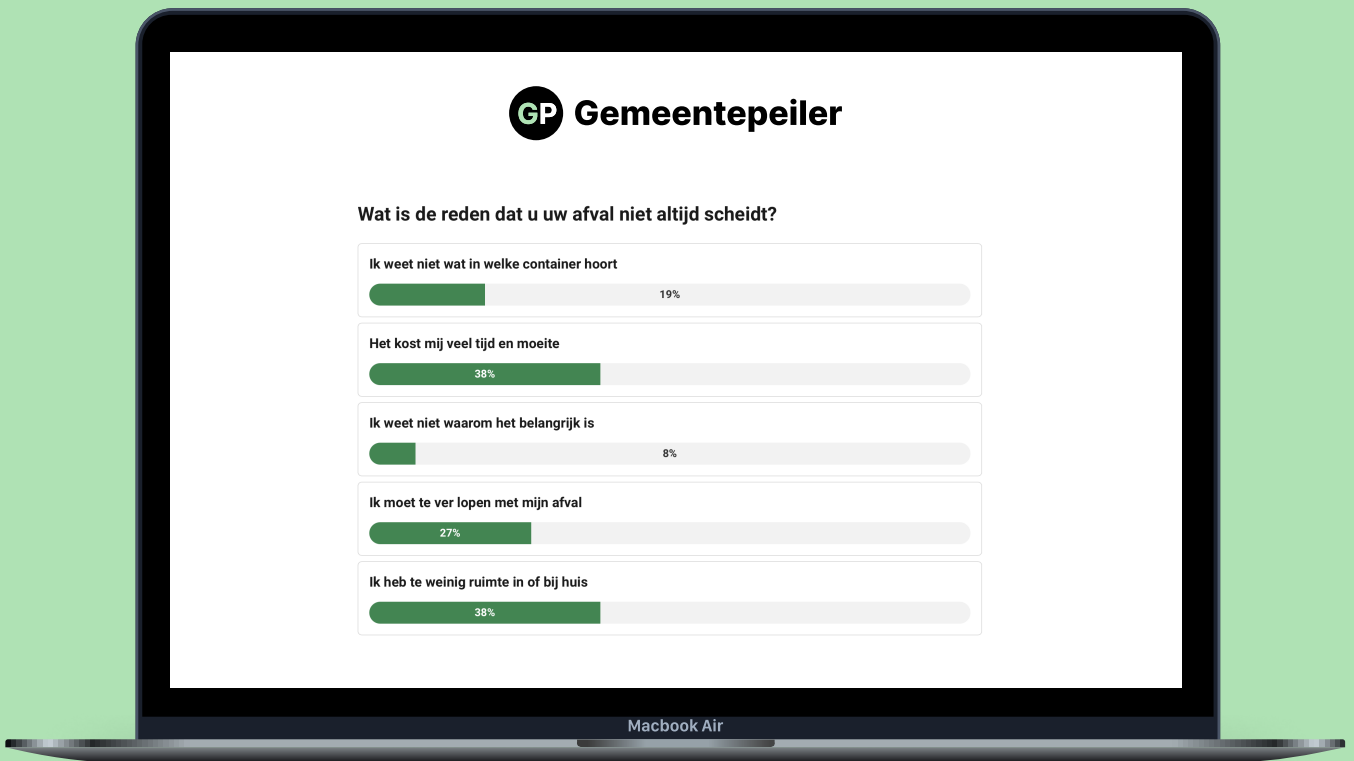 GP Gemeentepeiler
Wat is de reden dat u uw afval niet altijd scheidt?
Ik weet niet wat in welke container hoort
19%
Het kost mij veel tijd en moeite
38%
Ik weet niet waarom het belangrijk is
8%
Ik moet te ver lopen met mijn afval
27%
Ik heb te weinig ruimte in of bij huis
38%
Macbook Air